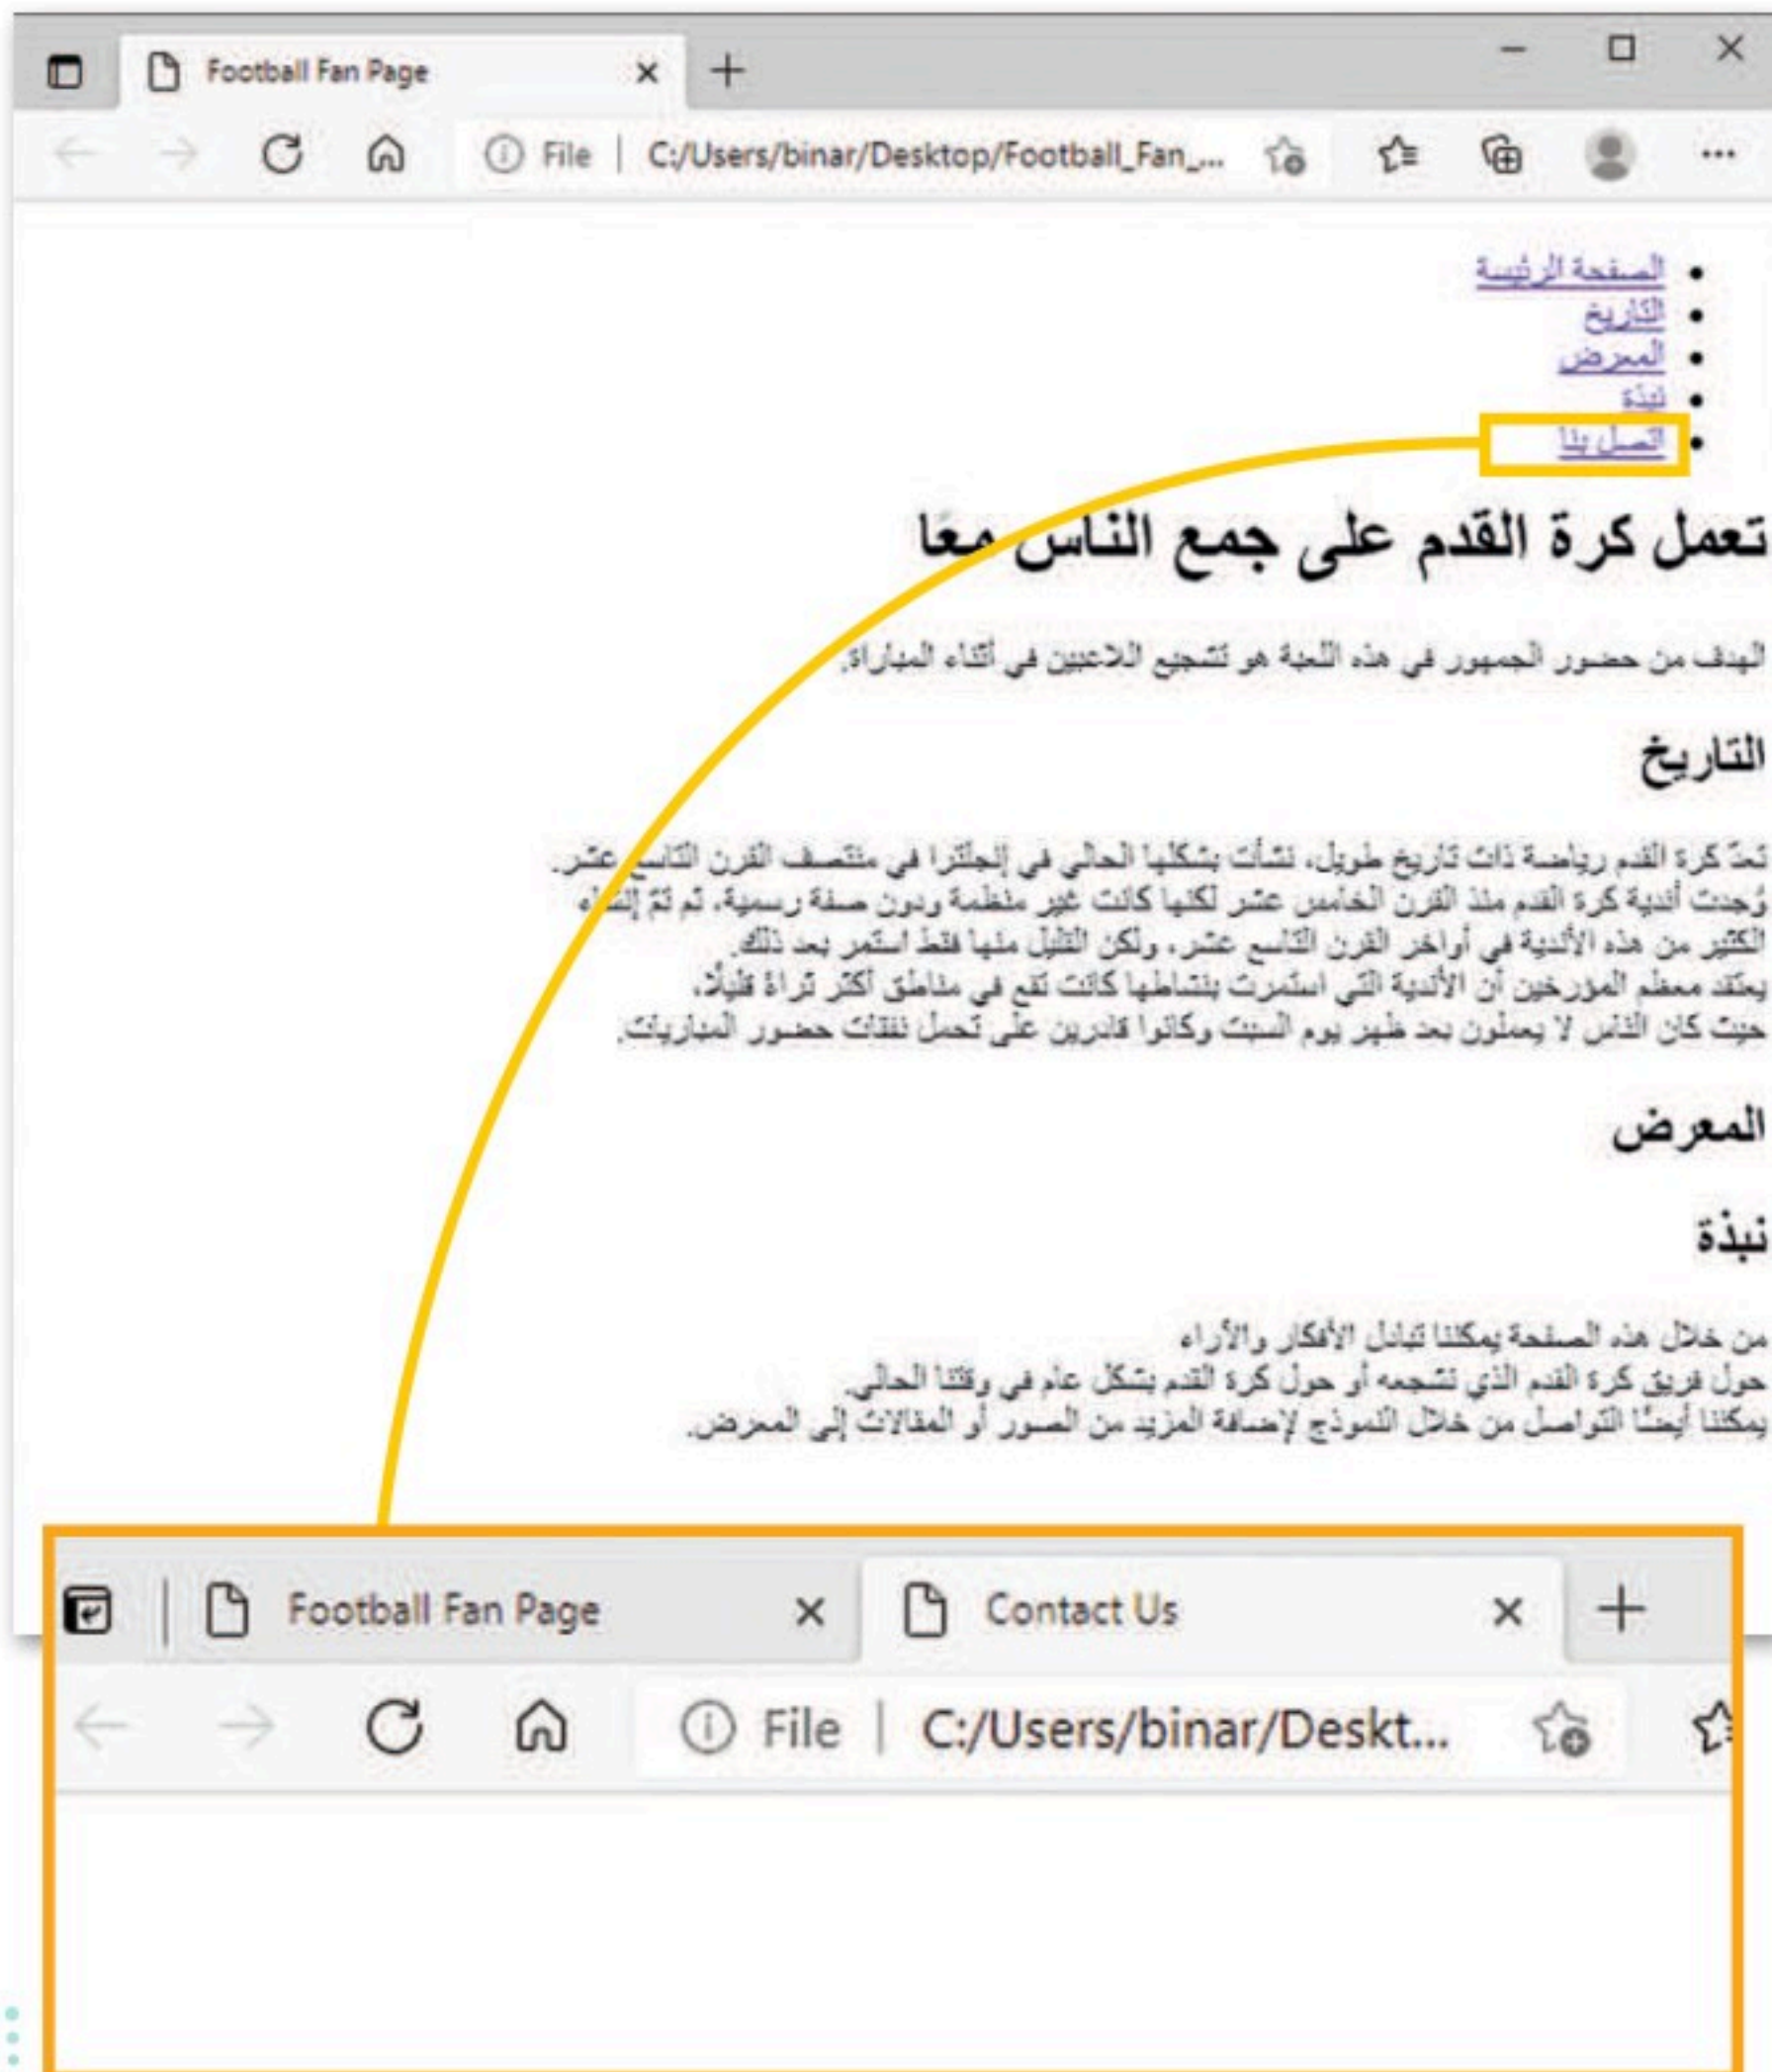 Football Fan Page
File | C:/Users/binar/Desktop/Football_Fan_...
الصفحة الرئيسة
التاريخ
المعرض
نبذة
اتصل بنا
تعمل كرة القدم على جمع الناس معًا
الهدف من حضور الجمهور في هذه اللعبة هو تشجيع اللاعبين في أثناء المباراة.
التاريخ
تعدّ كرة القدم رياضة ذات تاريخ طويل، نشأت بشكلها الحالي في إنجلترا في منتصف القرن التاسع عشر.
وُجدت أندية كرة القدم منذ القرن الخامس عشر لكنها كانت غير منظمة ودون صفة رسمية، ثم تمّ إنشاء
الكثير من هذه الأندية في أواخر القرن التاسع عشر، ولكن القليل منها فقط استمر بعد ذلك.
يعتقد معظم المؤرخين أن الأندية التي استمرت بنشاطها كانت تقع في مناطق أكثر ثراءً قليلًا،
حيث كان الناس لا يعملون بعد ظهر يوم السبت وكانوا قادرين على تحمل نفقات حضور المباريات.
المعرض
نبذة
من خلال هذه الصفحة يمكننا تبادل الأفكار والأراء
حول فريق كرة القدم الذي نشجعه أو حول كرة القدم بشكل عام في وقتنا الحالي.
يمكننا أيضًا التواصل من خلال النموذج لإضافة المزيد من الصور أو المقالات إلى المعرض.
Football Fan Page
Contact Us
File | C:/Users/binar/Deskt...